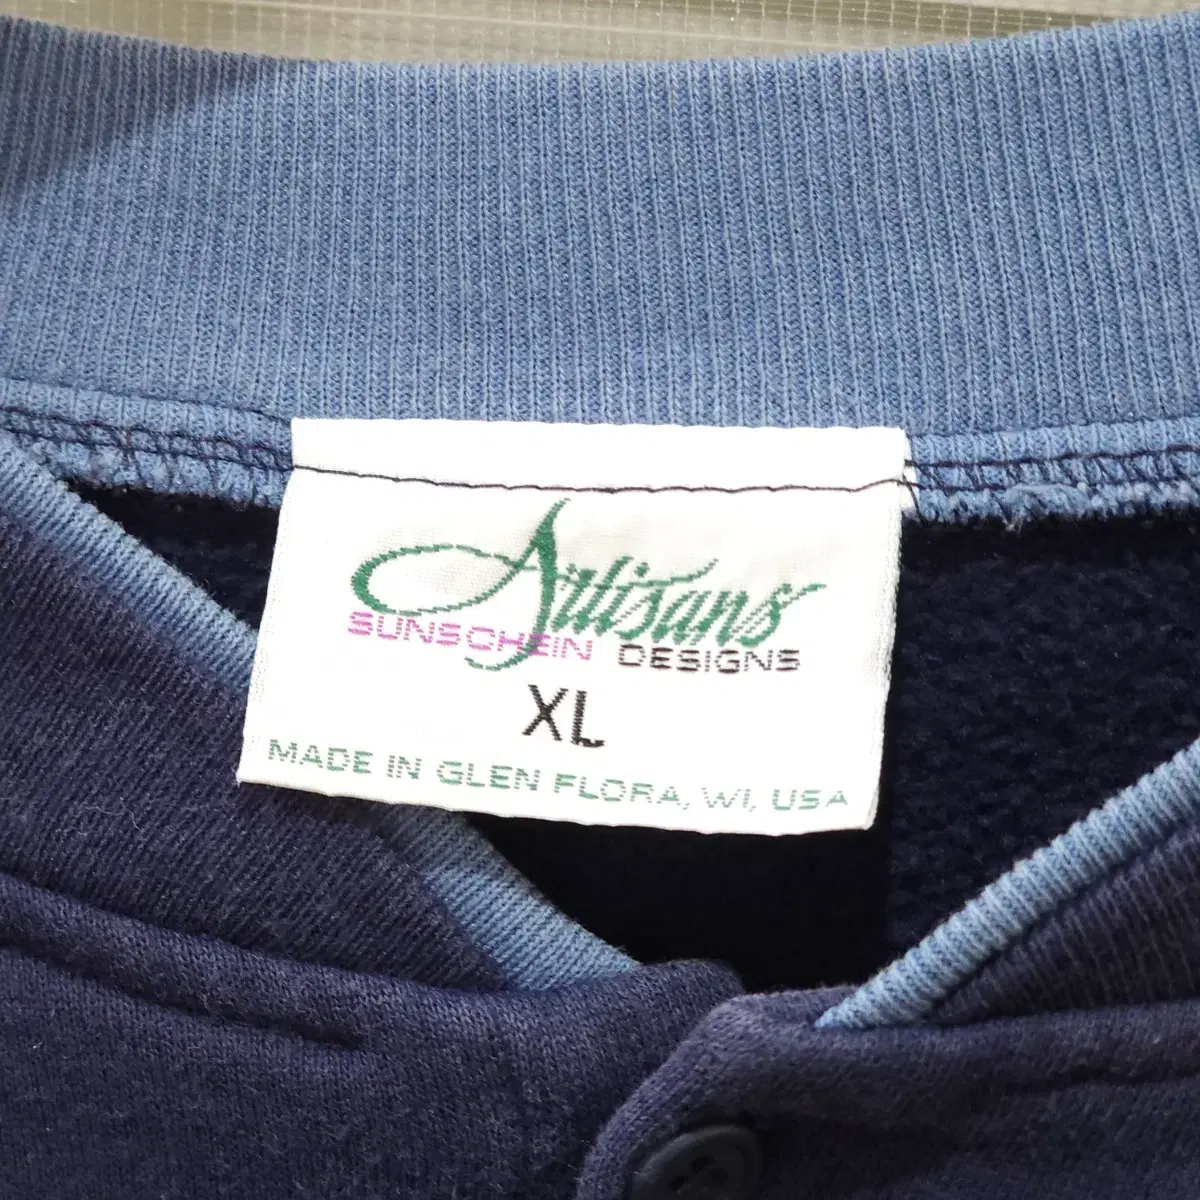 Artisans
SUNSCHEIN DESIGNS
XL
MADE IN GLEN FLORA, WI, USA